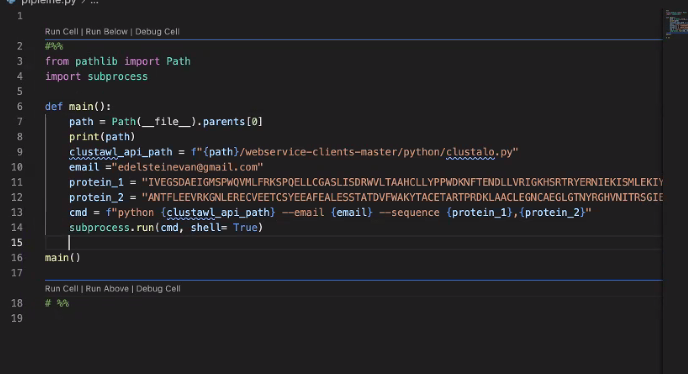 pipleine.py > ...
1
Run Cell | Run Below | Debug Cell
2 #%%
3 from pathlib import Path
4 import subprocess
5
6 def main():
7 path = Path(__file__).parents[0]
8 print(path)
9 clustawl_api_path = f"{path}/webservice-clients-master/python/clustalo.py"
10 email ="edelsteinevan@gmail.com"
11 protein_1 = "IVEGSDAEIGMSPWQVMLFRKSPQELLCGASLISDRWVLTAAHCLLYPPWDKNFTENDLLVRIGKHSRTRYERNIEKISMLEKIY
12 protein_2 = "ANTFLEEVRKGNLERECVEETCSYEEAFEALESSTATDVFWAKYTACETARTPRDKLAACLEGNCAEGLGTNYRGHVNITRSGIE
13 cmd = f"python {clustawl_api_path} --email {email} --sequence {protein_1},{protein_2}"
14 subprocess.run(cmd, shell= True)
15
16 main()
17
Run Cell | Run Above | Debug Cell
18 # %%
19